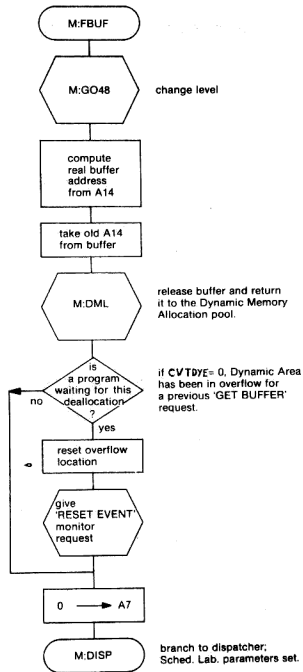 M:FBUF
M:GO48
change level
compute
real buffer
address
from A14
take old A14
from buffer
M:DML
release buffer and return
it to the Dynamic Memory
Allocation pool.
is
a program
waiting for this
deallocation
?
no
yes
if CVTDYE= 0, Dynamic Area
has been in overflow for
a previous 'GET BUFFER'
request.
reset overflow
location
give
'RESET EVENT'
monitor
request
0 → A7
M:DISP
branch to dispatcher;
Sched. Lab. parameters set.